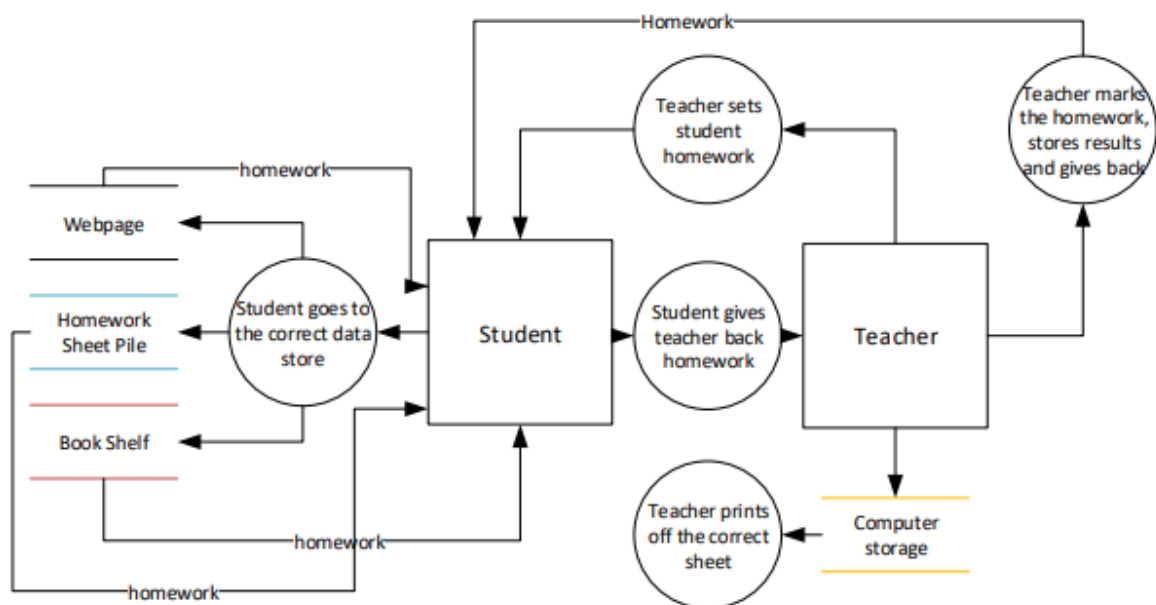 Homework
Teacher sets
student
homework
Teacher marks
the homework,
stores results
and gives back
homework
Webpage
Student goes to
the correct data
store
Homework
Sheet Pile
Book Shelf
Student
Student gives
teacher back
homework
Teacher
Teacher prints
off the correct
sheet
Computer
storage
homework
homework